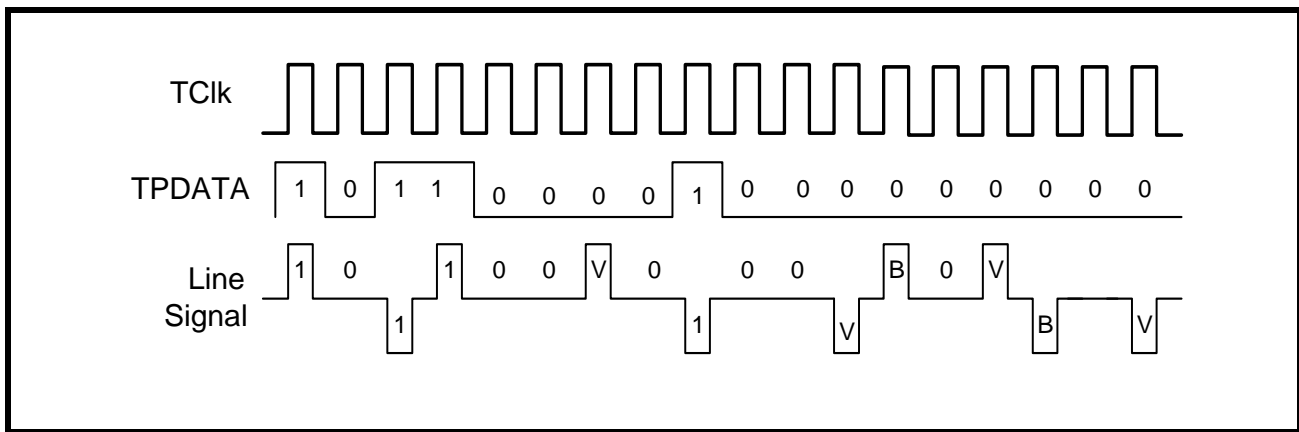 TClk
TPDATA 1 0 1 1 0 0 0 0 1 0 0 0 0 0 0 0 0 0
Line Signal
1 0 1 0 0 V 0 0 0 B 0 V
1 1 V B V